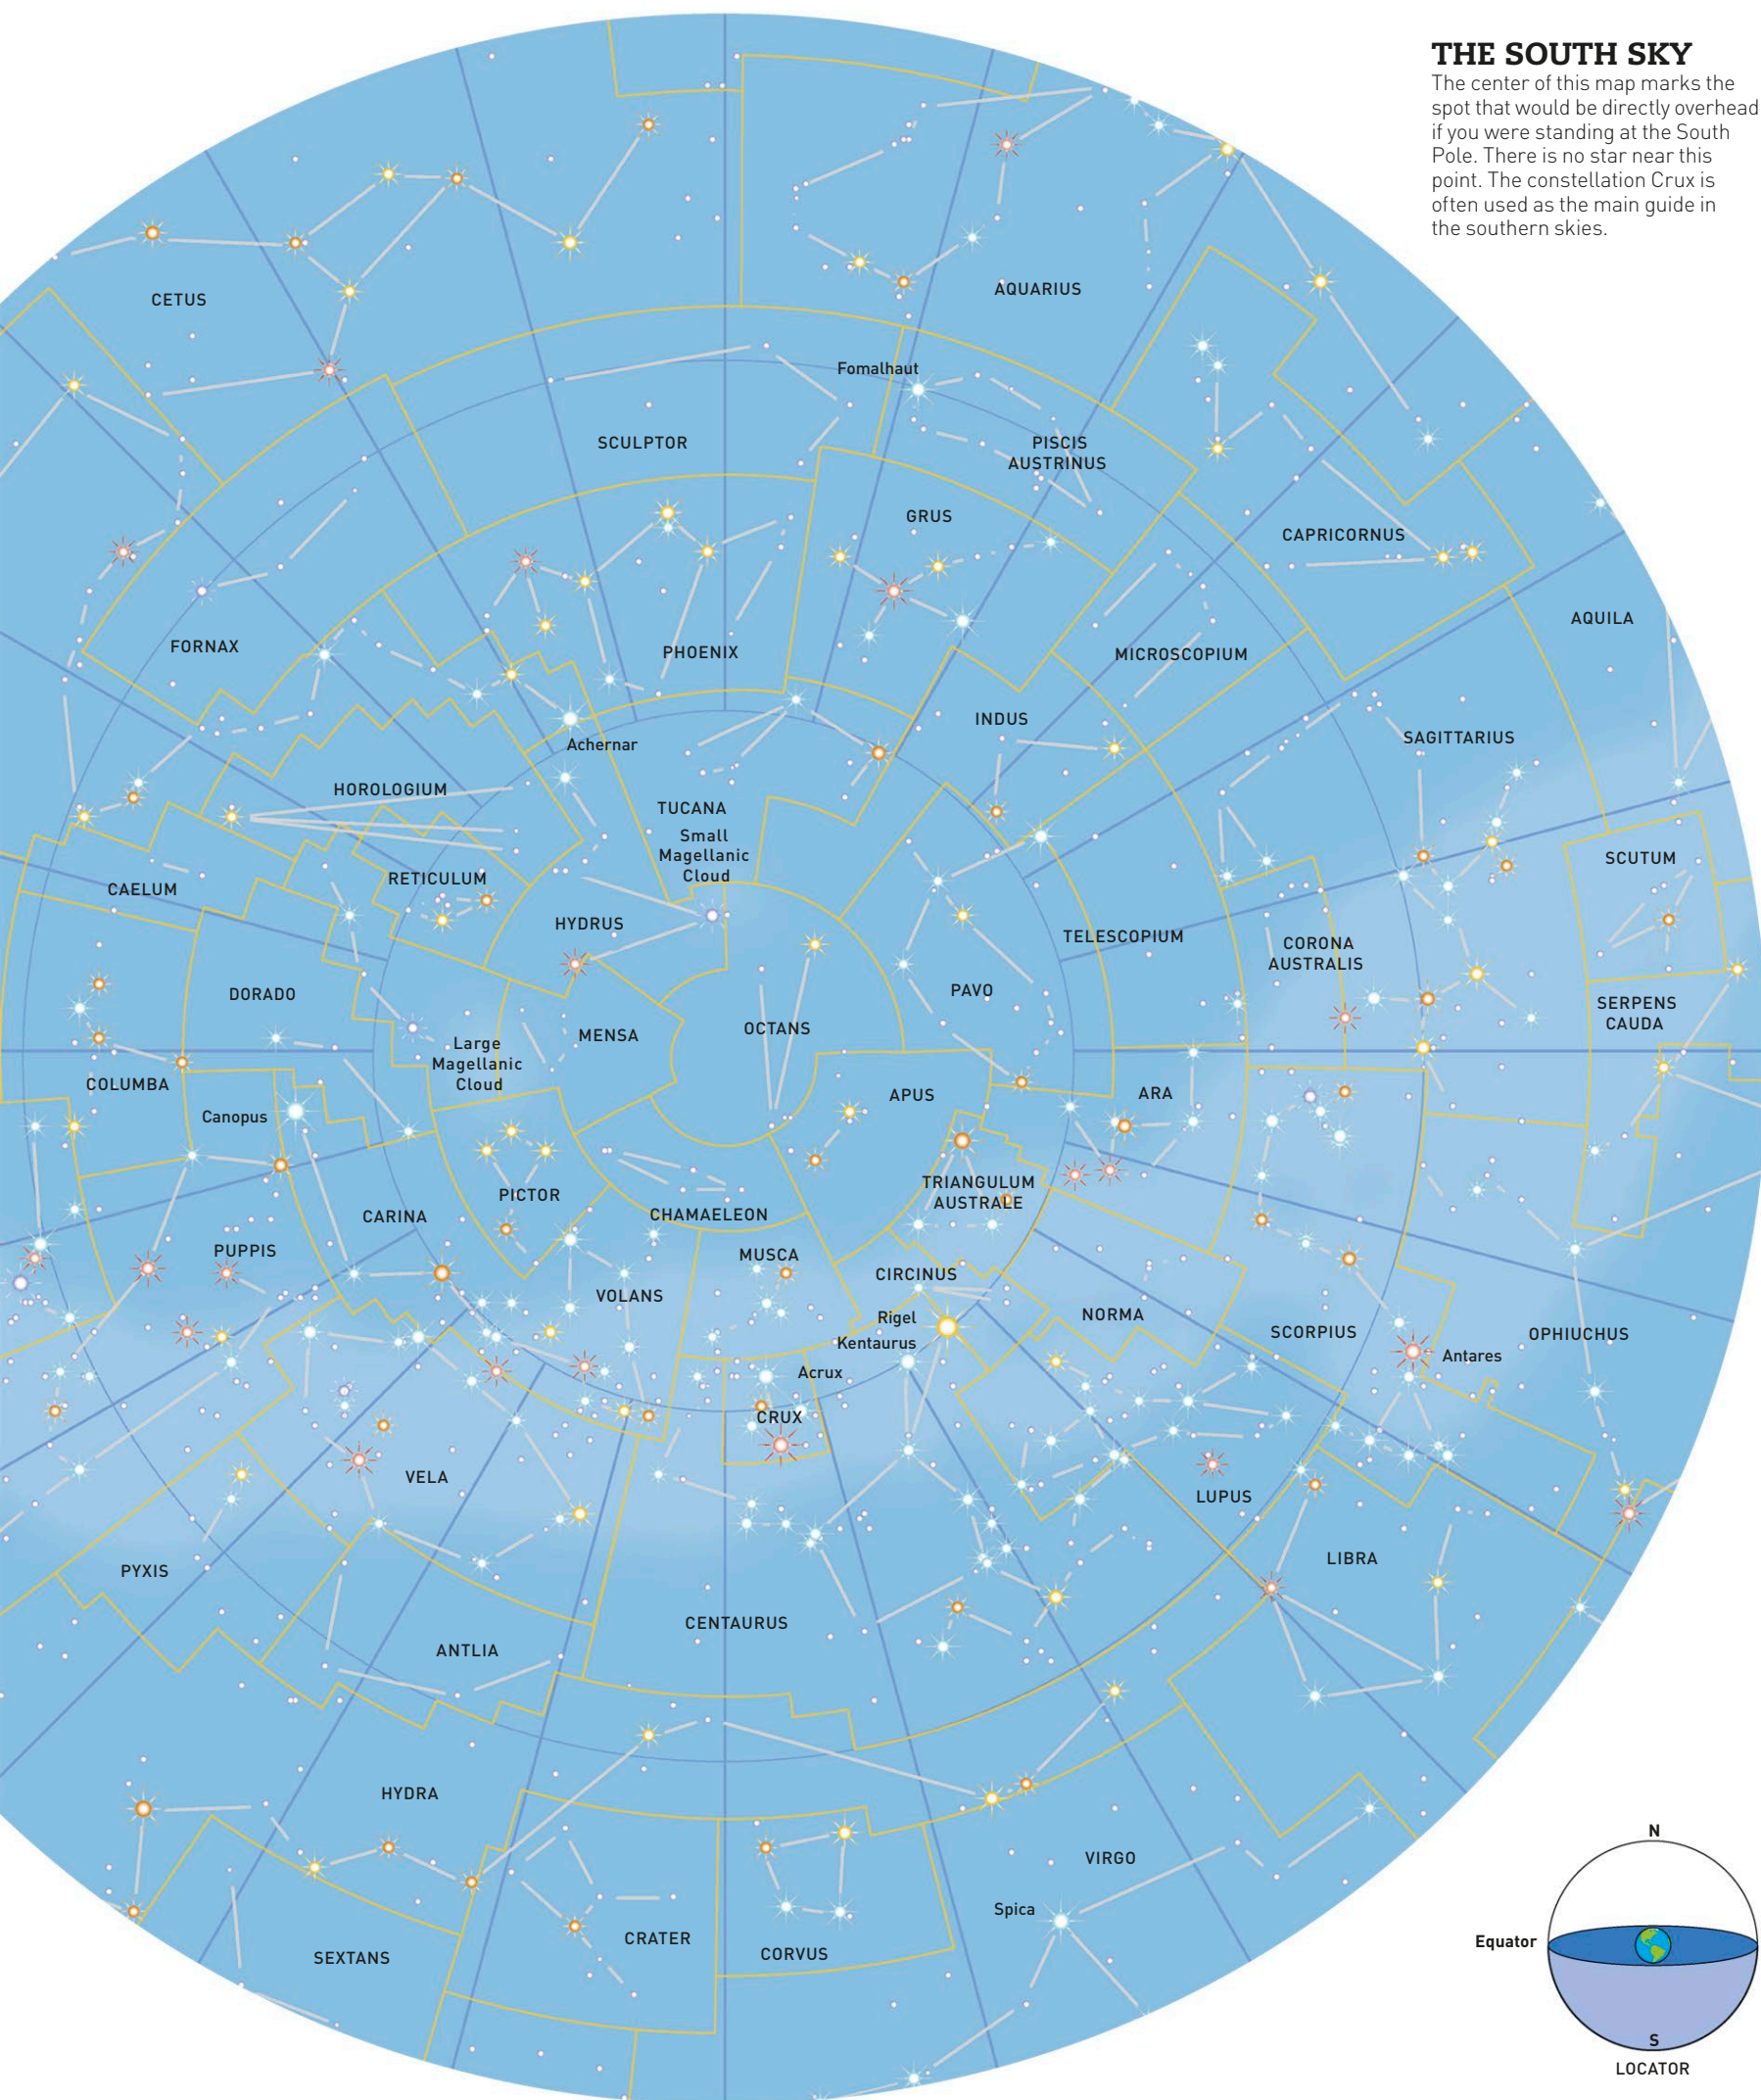 THE SOUTH SKY
The center of this map marks the
spot that would be directly overhead
if you were standing at the South
Pole. There is no star near this
point. The constellation Crux is
often used as the main guide in
the southern skies.
CETUS
AQUARIUS
Fomalhaut
SCULPTOR
PISCIS
AUSTRINUS
GRUS
CAPRICORNUS
AQUILA
FORNAX
PHOENIX
MICROSCOPIUM
INDUS
SAGITTARIUS
Achernar
HOROLOGIUM
TUCANA
Small
Magellanic
Cloud
SCUTUM
CAELUM
RETICULUM
HYDRUS
TELESCOPIUM
CORONA
AUSTRALIS
DORADO
PAVO
SERPENS
CAUDA
OCTANS
MENSA
Large
Magellanic
Cloud
COLUMBA
APUS
ARA
Canopus
TRIANGULUM
AUSTRALE
PICTOR
CARINA
CHAMAELEON
PUPPIS
MUSCA
CIRCINUS
VOLANS
NORMA
Rigel
Kentaurus
SCORPIUS
OPHIUCHUS
Antares
Acrux
CRUX
VELA
LUPUS
PYXIS
LIBRA
CENTAURUS
ANTLIA
HYDRA
VIRGO
Spica
CRATER
CORVUS
SEXTANS
N
Equator
S
LOCATOR